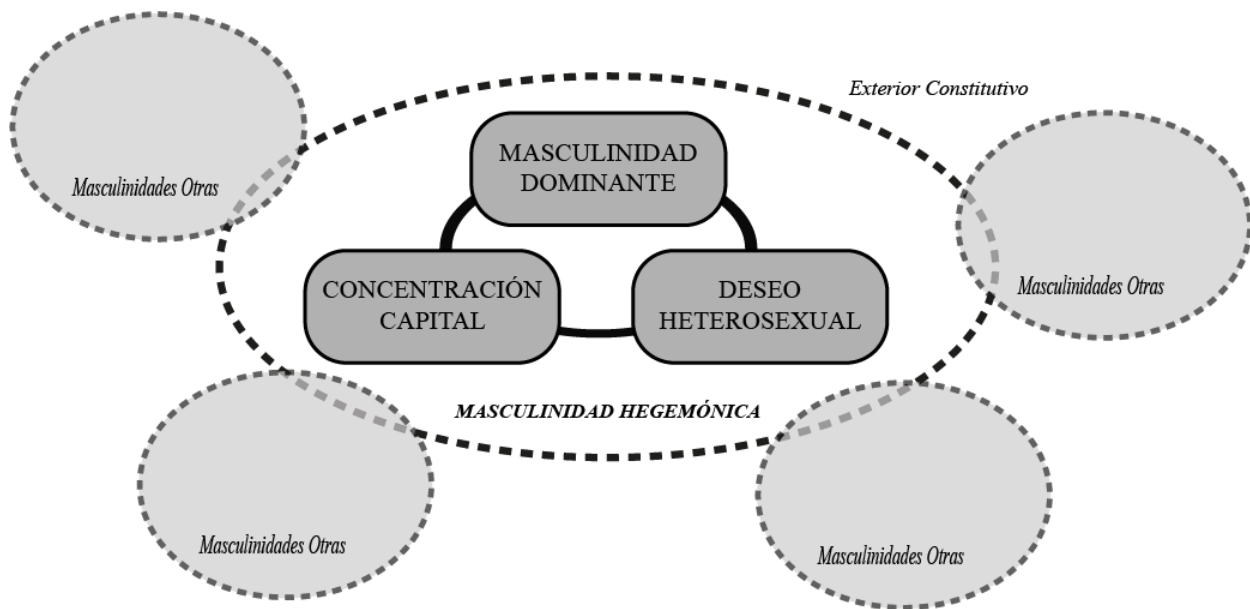 Exterior Constitutivo
MASCULINIDAD
DOMINANTE
Masculinidades Otras
CONCENTRACIÓN
CAPITAL
DESEO
HETEROSEXUAL
Masculinidades Otras
MASCULINIDAD HEGEMÓNICA
Masculinidades Otras
Masculinidades Otras